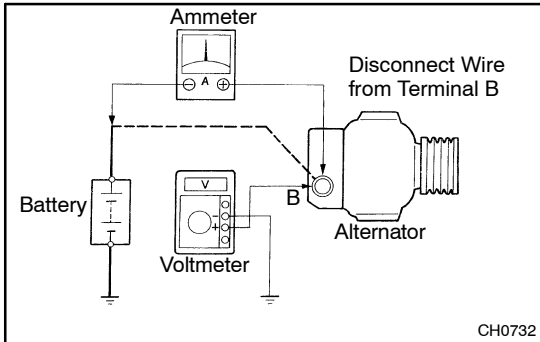 Ammeter
A
Disconnect Wire
from Terminal B
Battery
V
B
Alternator
Voltmeter
CH0732